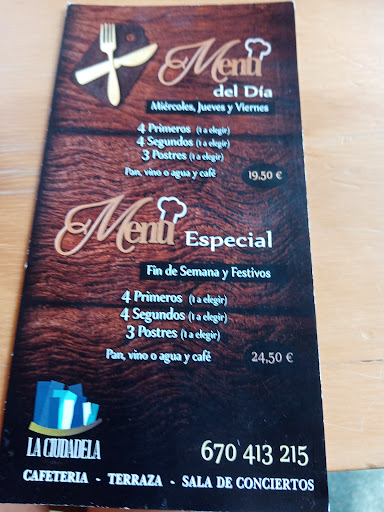 Menú
del Día
Miércoles, Jueves y Viernes
4 Primeros (1 a elegir)
4 Segundos (1 a elegir)
3 Postres (1 a elegir)
Pan, vino o agua y café 19,50 €
Menú Especial
Fin de Semana y Festivos
4 Primeros (1 a elegir)
4 Segundos (1 a elegir)
3 Postres (1 a elegir)
Pan, vino o agua y café 24,50 €
LA CIUDADELA 670 413 215
CAFETERIA - TERRAZA - SALA DE CONCIERTOS